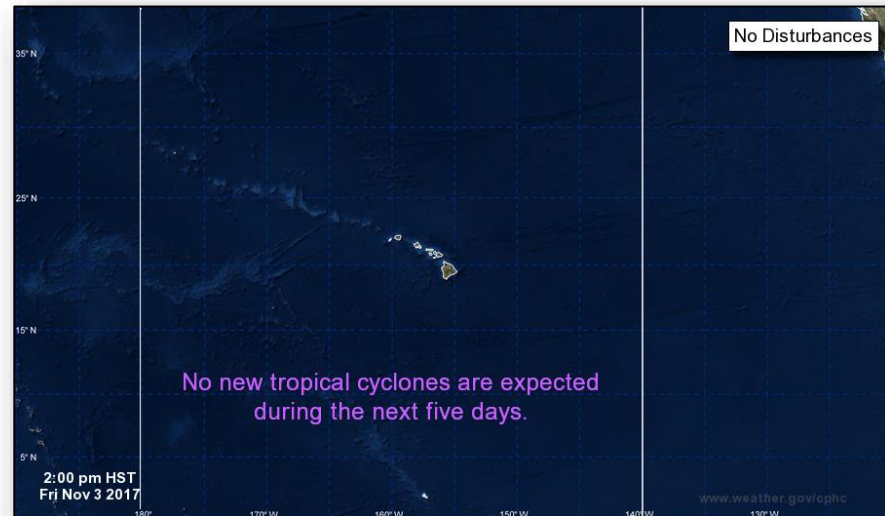 No Disturbances
35° N
25° N
15° N
5° N
No new tropical cyclones are expected
during the next five days.
2:00 pm HST
Fri Nov 3 2017
www.weather.gov/cphc
180°
170° W
160° W
150° W
140° W
130° W